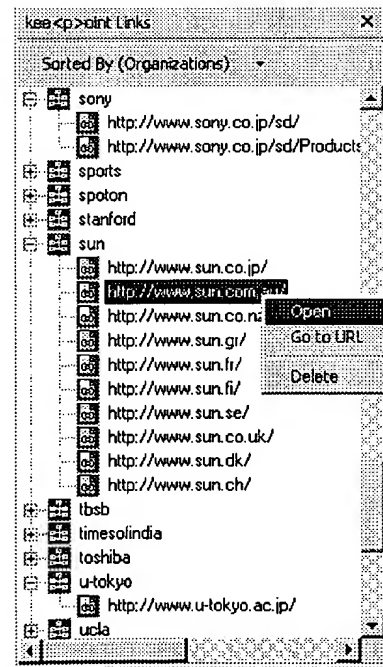 kee<p>oint Links
Sorted By (Organizations)
sony
http://www.sony.co.jp/sd/
http://www.sony.co.jp/sd/Products
sports
spoton
stanford
sun
http://www.sun.co.jp/
http://www.sun.com.au/
Open
http://www.sun.co.nz
Go to URL
http://www.sun.gr/
http://www.sun.fr/
Delete
http://www.sun.fi/
http://www.sun.se/
http://www.sun.co.uk/
http://www.sun.dk/
http://www.sun.ch/
tbsb
timesofindia
toshiba
u-tokyo
http://www.u-tokyo.ac.jp/
ucla